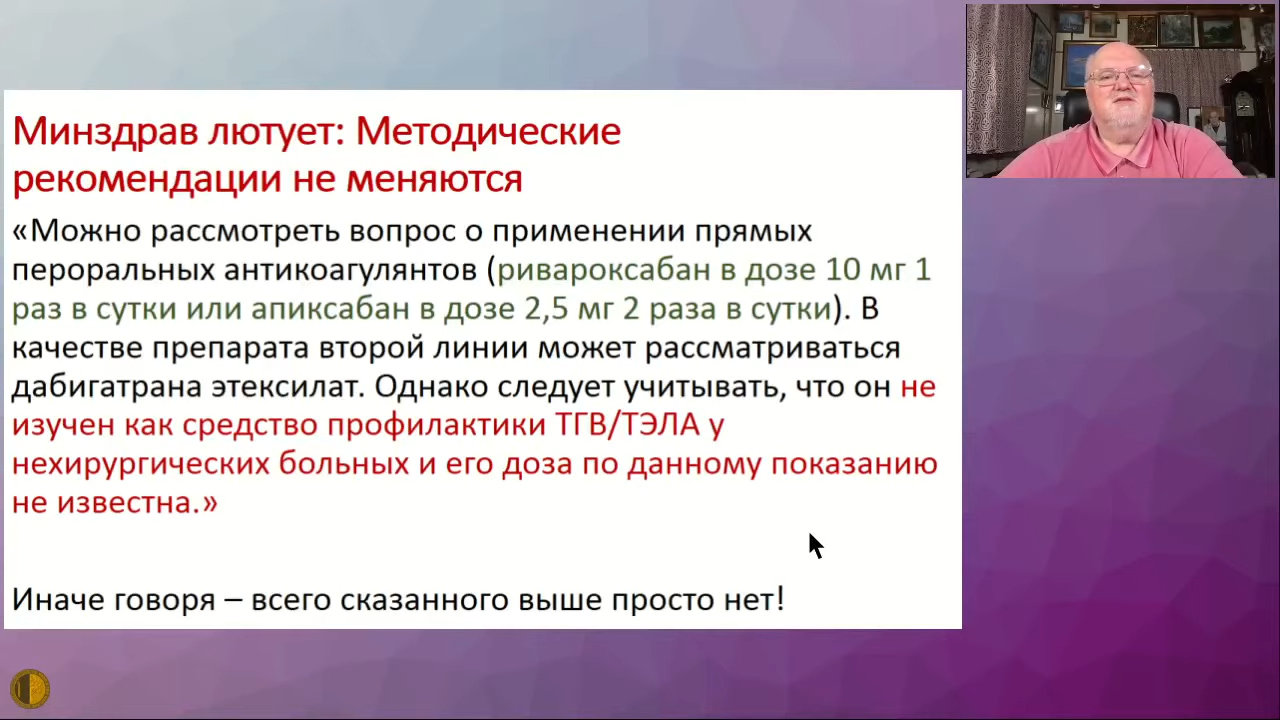 Минздрав лютует: Методические
рекомендации не меняются
«Можно рассмотреть вопрос о применении прямых
пероральных антикоагулянтов (ривароксабан в дозе 10 мг 1
раз в сутки или апиксабан в дозе 2,5 мг 2 раза в сутки). В
качестве препарата второй линии может рассматриваться
дабигатрана этексилат. Однако следует учитывать, что он не
изучен как средство профилактики ТГВ/ТЭЛА у
нехирургических больных и его доза по данному показанию
не известна.»
Иначе говоря – всего сказанного выше просто нет!